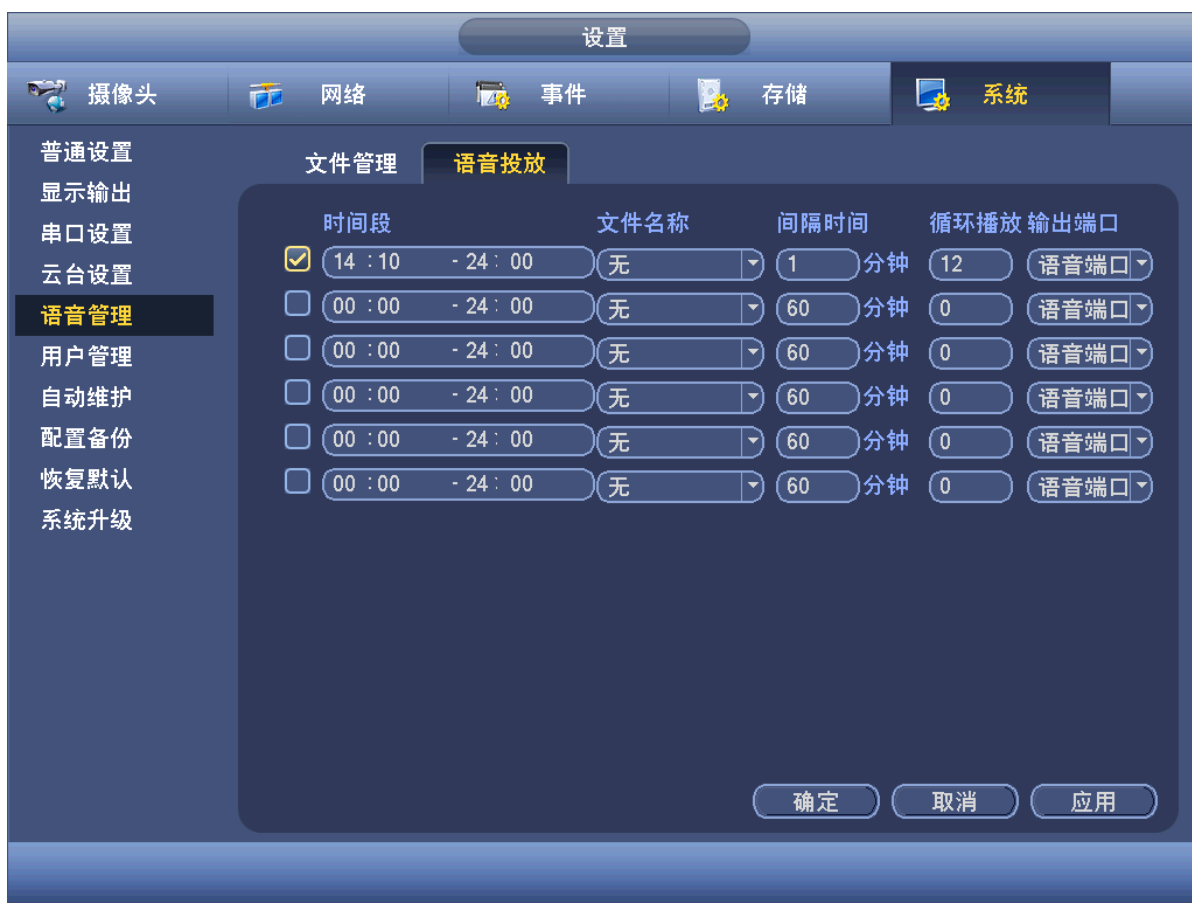 设置
摄像头 网络 事件 存储 系统
普通设置
显示输出
串口设置
云台设置
语音管理
用户管理
自动维护
配置备份
恢复默认
系统升级
文件管理 语音投放
时间段 文件名称 间隔时间 循环播放 输出端口
14 : 10 - 24 : 00 无 1 分钟 12 语音端口
00 : 00 - 24 : 00 无 60 分钟 0 语音端口
00 : 00 - 24 : 00 无 60 分钟 0 语音端口
00 : 00 - 24 : 00 无 60 分钟 0 语音端口
00 : 00 - 24 : 00 无 60 分钟 0 语音端口
00 : 00 - 24 : 00 无 60 分钟 0 语音端口
确定 取消 应用